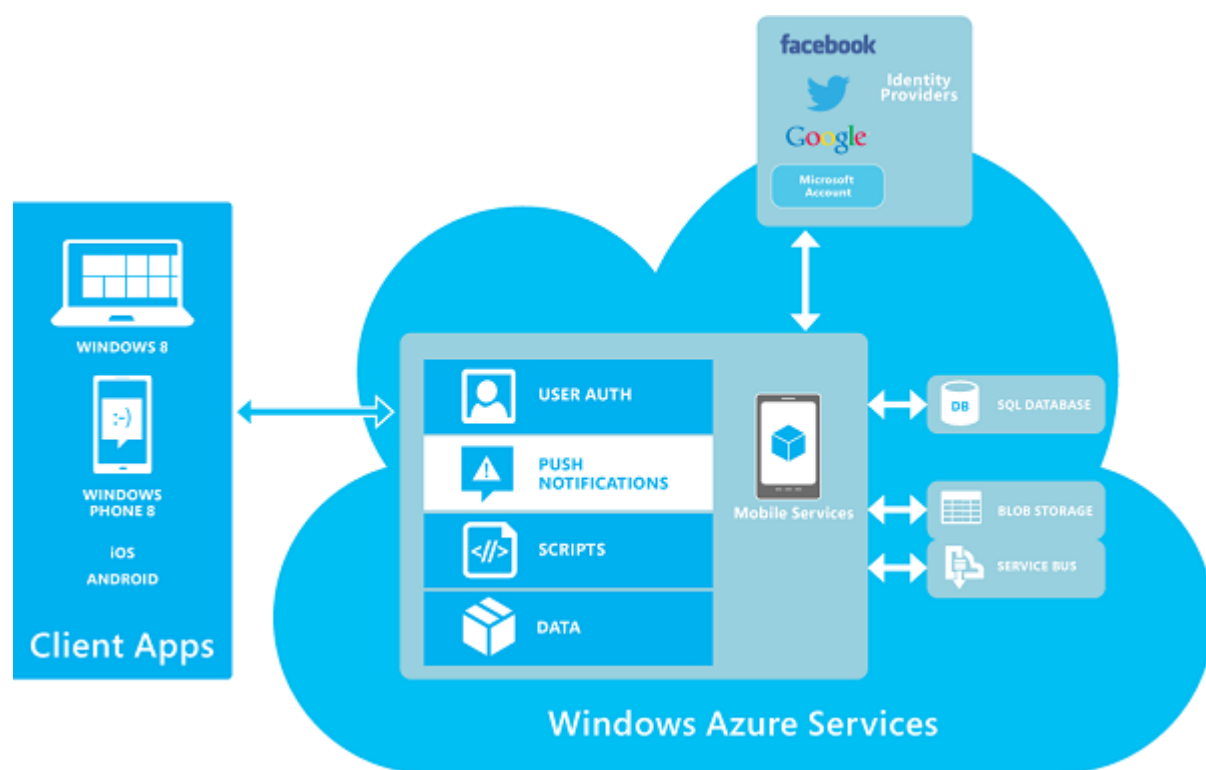 facebook
Identity
Providers
Google
Microsoft
Account
WINDOWS 8
:-)
WINDOWS
PHONE 8
iOS
ANDROID
Client Apps
USER AUTH
PUSH
NOTIFICATIONS
</>
SCRIPTS
DATA
Mobile Services
DB
SQL DATABASE
BLOB STORAGE
SERVICE BUS
Windows Azure Services